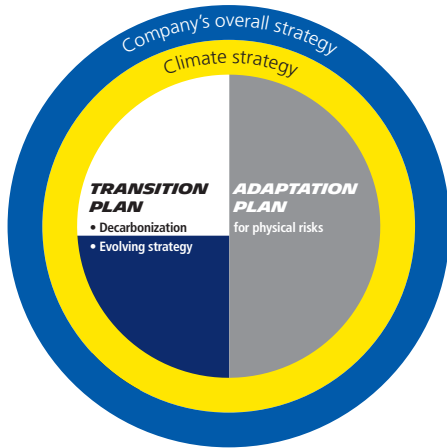 Company's overall strategy
Climate strategy
TRANSITION
PLAN
• Decarbonization
• Evolving strategy
ADAPTATION
PLAN
for physical risks